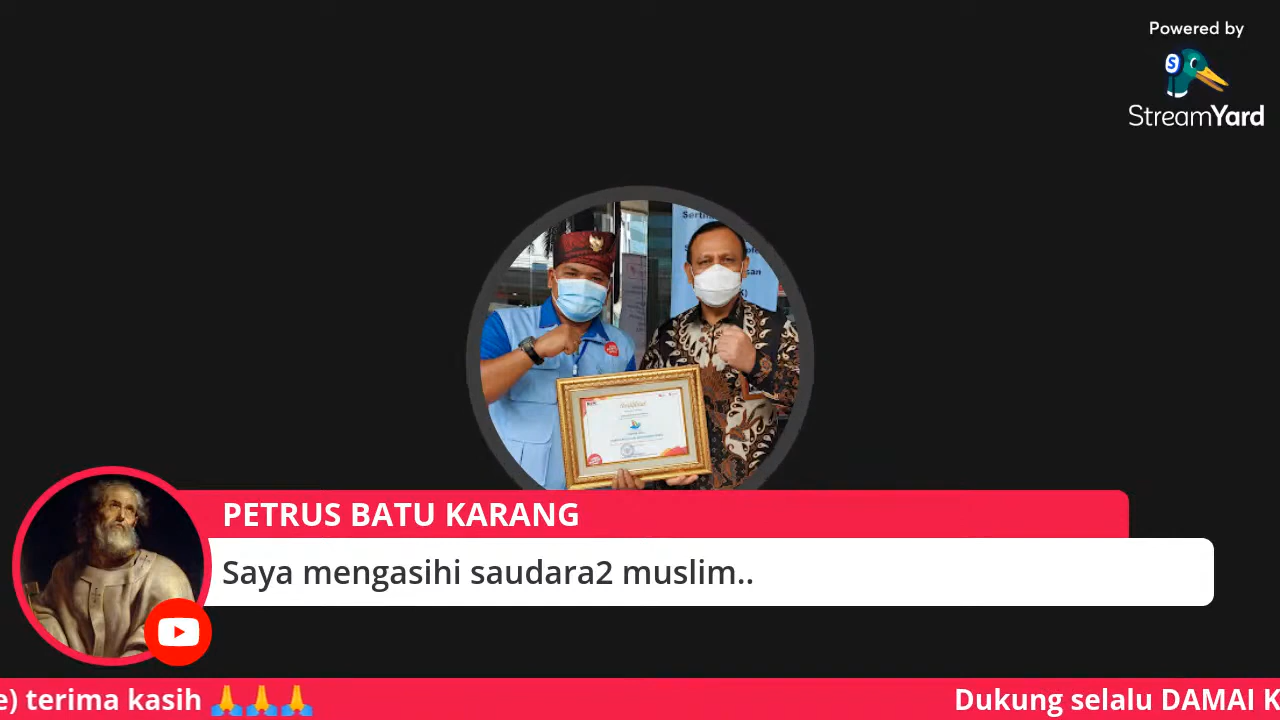 Powered by
StreamYard
PETRUS BATU KARANG
Saya mengasihi saudara2 muslim..
e) terima kasih 🙏🙏🙏
Dukung selalu DAMAI K